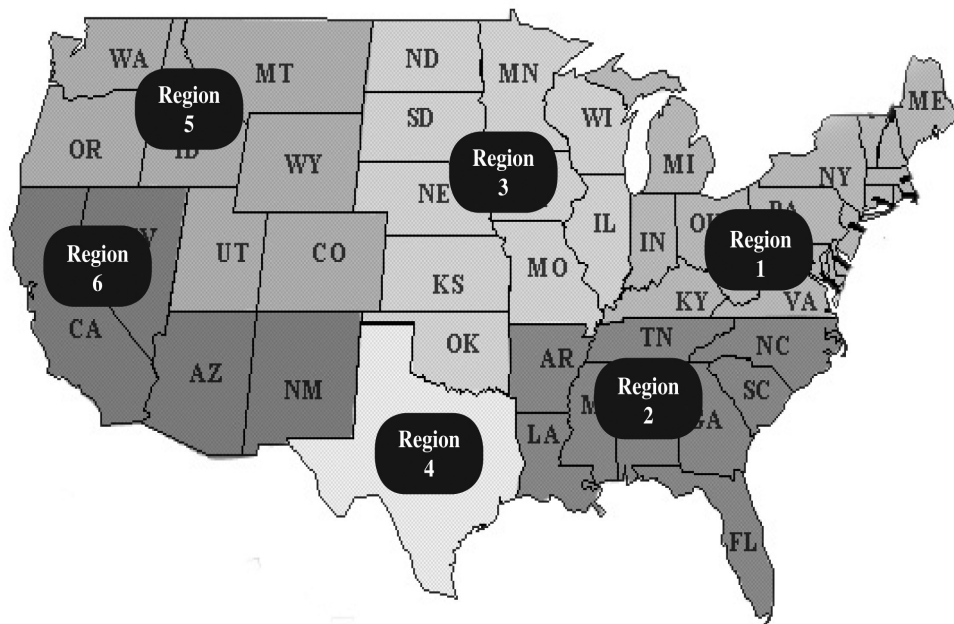 WA
MT
ND
MN
ME
Region
5
SD
WI
OR
ID
WY
Region
3
MI
NY
NE
PA
IL
IN
OH
Region
1
NV
UT
CO
Region
6
KS
MO
KY
VA
CA
OK
TN
NC
AZ
NM
AR
SC
Region
2
GA
LA
Region
4
FL